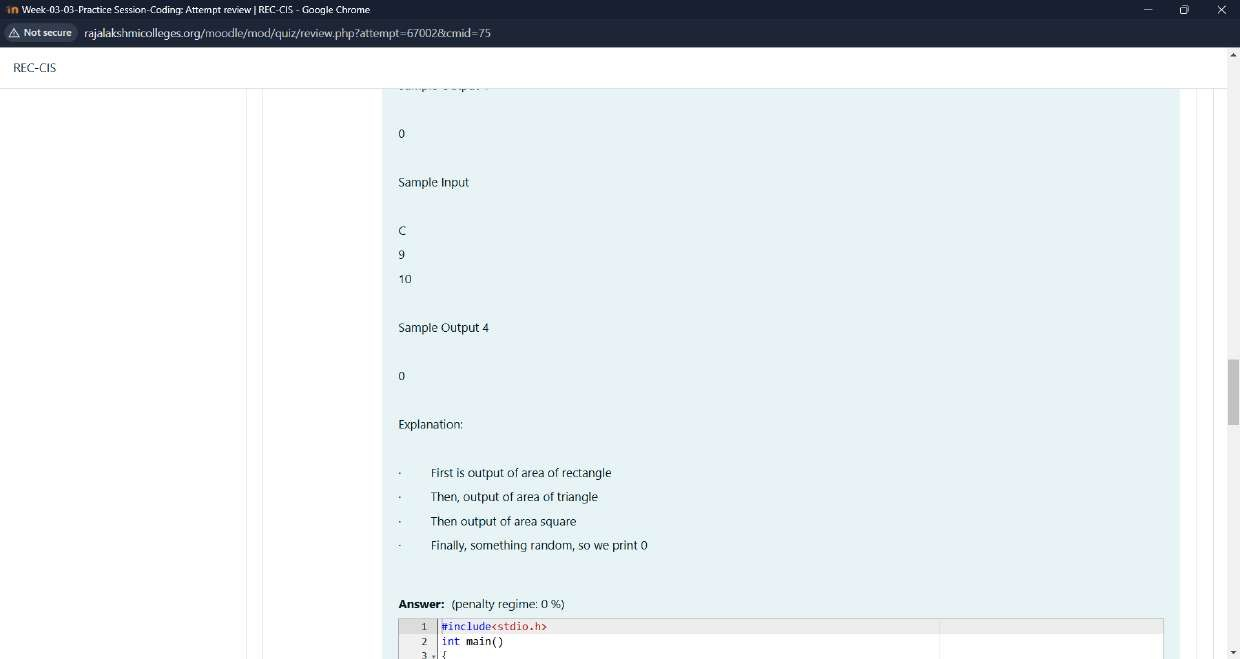 Week-03-03-Practice Session-Coding: Attempt review | REC-CIS - Google Chrome
Not secure rajalakshmicolleges.org/moodle/mod/quiz/review.php?attempt=67002&cmid=75
REC-CIS
0
Sample Input
C
9
10
Sample Output 4
0
Explanation:
· First is output of area of rectangle
· Then, output of area of triangle
· Then output of area square
· Finally, something random, so we print 0
Answer: (penalty regime: 0 %)
1 #include<stdio.h>
2 int main()
3 {